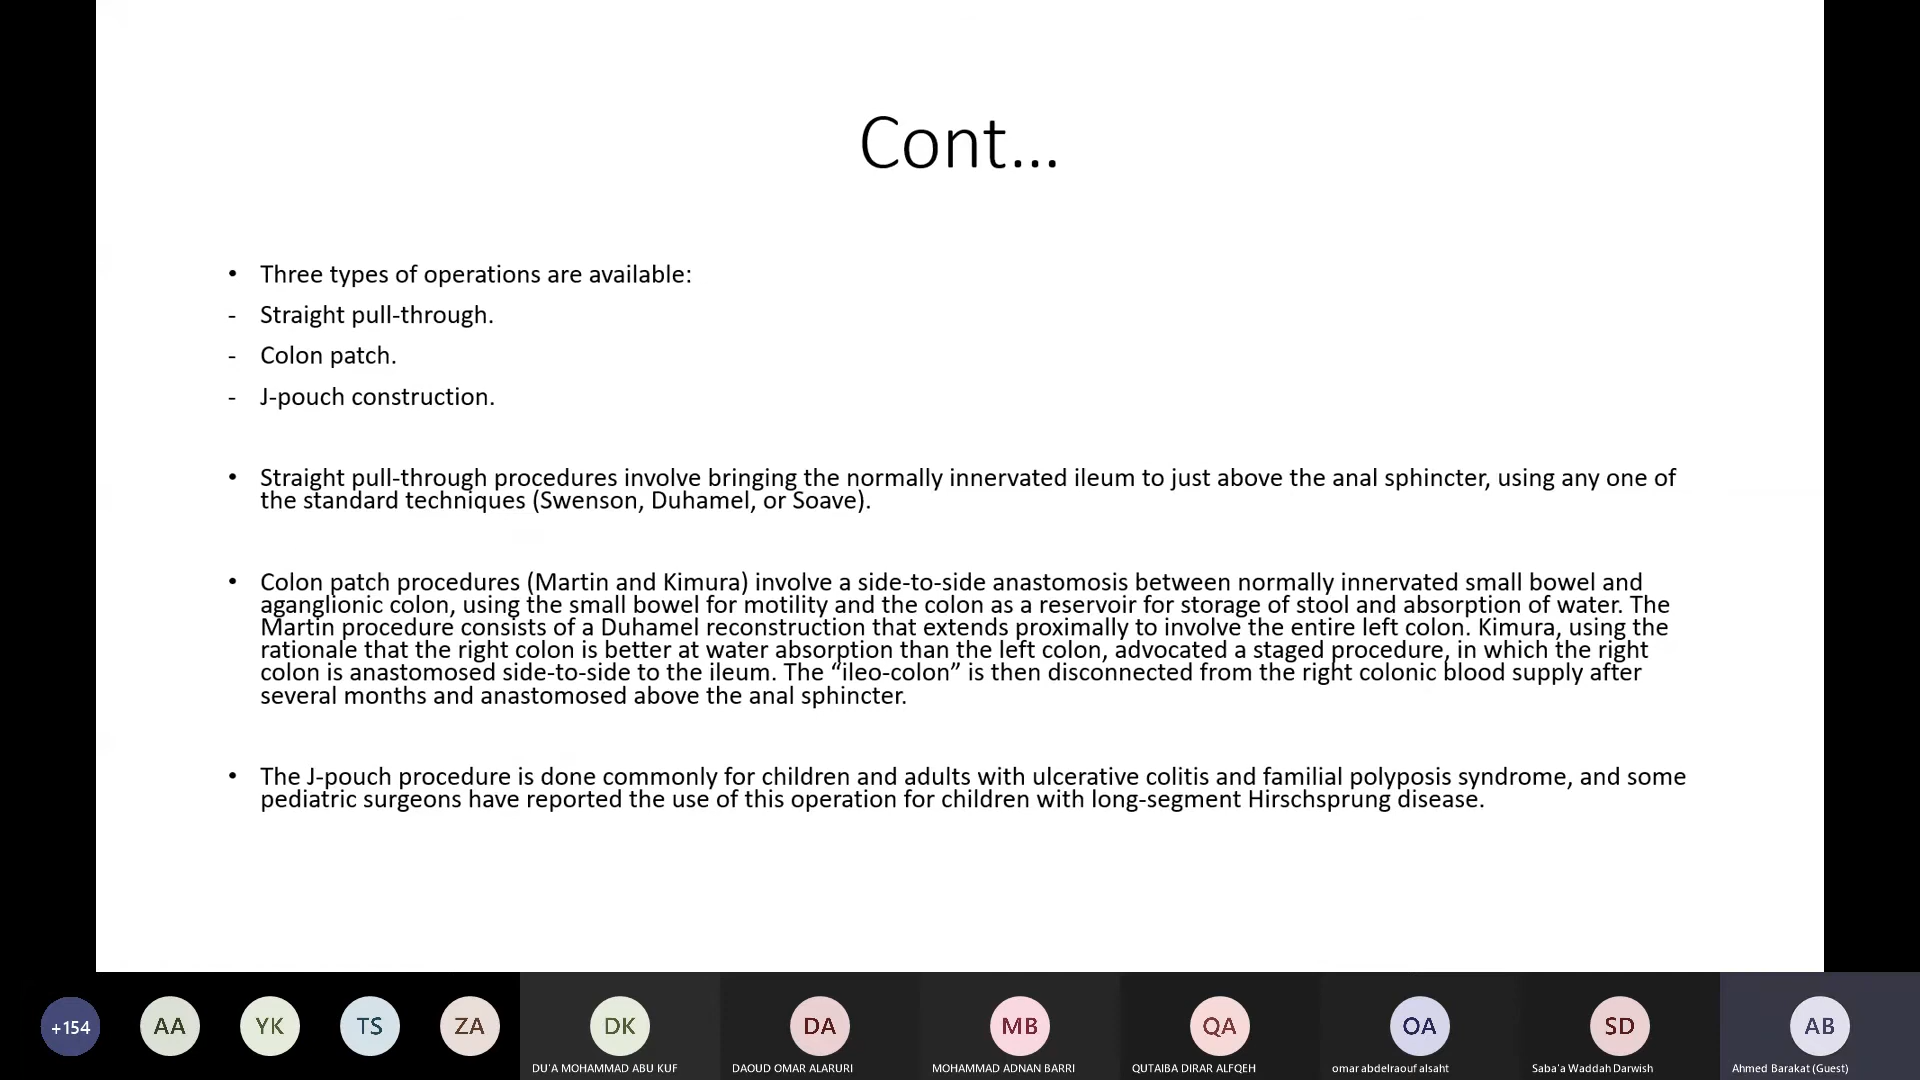 Cont...
• Three types of operations are available:
- Straight pull-through.
- Colon patch.
- J-pouch construction.
• Straight pull-through procedures involve bringing the normally innervated ileum to just above the anal sphincter, using any one of
the standard techniques (Swenson, Duhamel, or Soave).
• Colon patch procedures (Martin and Kimura) involve a side-to-side anastomosis between normally innervated small bowel and
aganglionic colon, using the small bowel for motility and the colon as a reservoir for storage of stool and absorption of water. The
Martin procedure consists of a Duhamel reconstruction that extends proximally to involve the entire left colon. Kimura, using the
rationale that the right colon is better at water absorption than the left colon, advocated a staged procedure, in which the right
colon is anastomosed side-to-side to the ileum. The “ileo-colon” is then disconnected from the right colonic blood supply after
several months and anastomosed above the anal sphincter.
• The J-pouch procedure is done commonly for children and adults with ulcerative colitis and familial polyposis syndrome, and some
pediatric surgeons have reported the use of this operation for children with long-segment Hirschsprung disease.
+154 AA YK TS ZA DK DA MB QA OA SD AB
DU'A MOHAMMAD ABU KUF DAOUD OMAR ALARURI MOHAMMAD ADNAN BARRI QUTAIBA DIRAR ALFQEH omar abdelraouf alsaht Saba'a Waddah Darwish Ahmed Barakat (Guest)